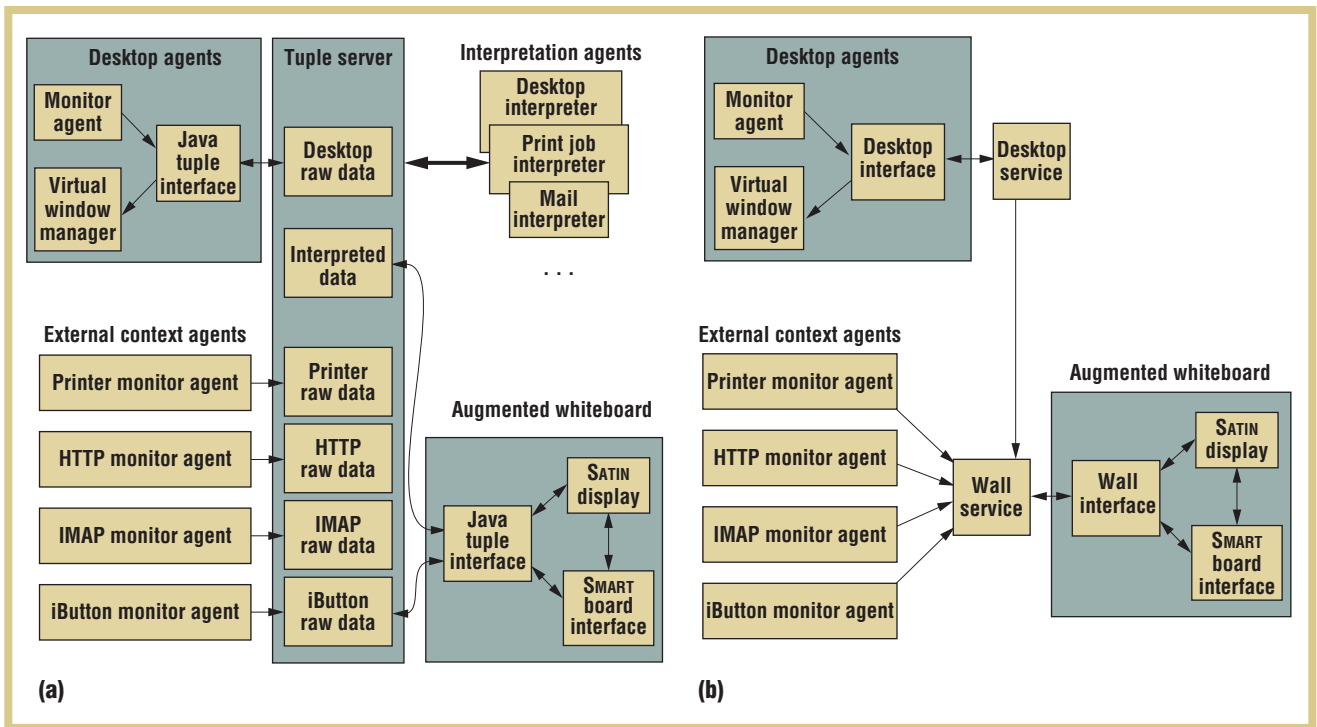 Desktop agents
Monitor
agent
Java
tuple
interface
Virtual
window
manager
Tuple server
Desktop
raw data
Interpreted
data
Printer
raw data
HTTP
raw data
IMAP
raw data
iButton
raw data
Interpretation agents
Desktop
interpreter
Print job
interpreter
Mail
interpreter
. . .
External context agents
Printer monitor agent
HTTP monitor agent
IMAP monitor agent
iButton monitor agent
Augmented whiteboard
Java
tuple
interface
SATIN
display
SMART
board
interface
(a)
Desktop agents
Monitor
agent
Desktop
interface
Virtual
window
manager
Desktop
service
External context agents
Printer monitor agent
HTTP monitor agent
IMAP monitor agent
iButton monitor agent
Wall
service
Augmented whiteboard
Wall
interface
SATIN
display
SMART
board
interface
(b)